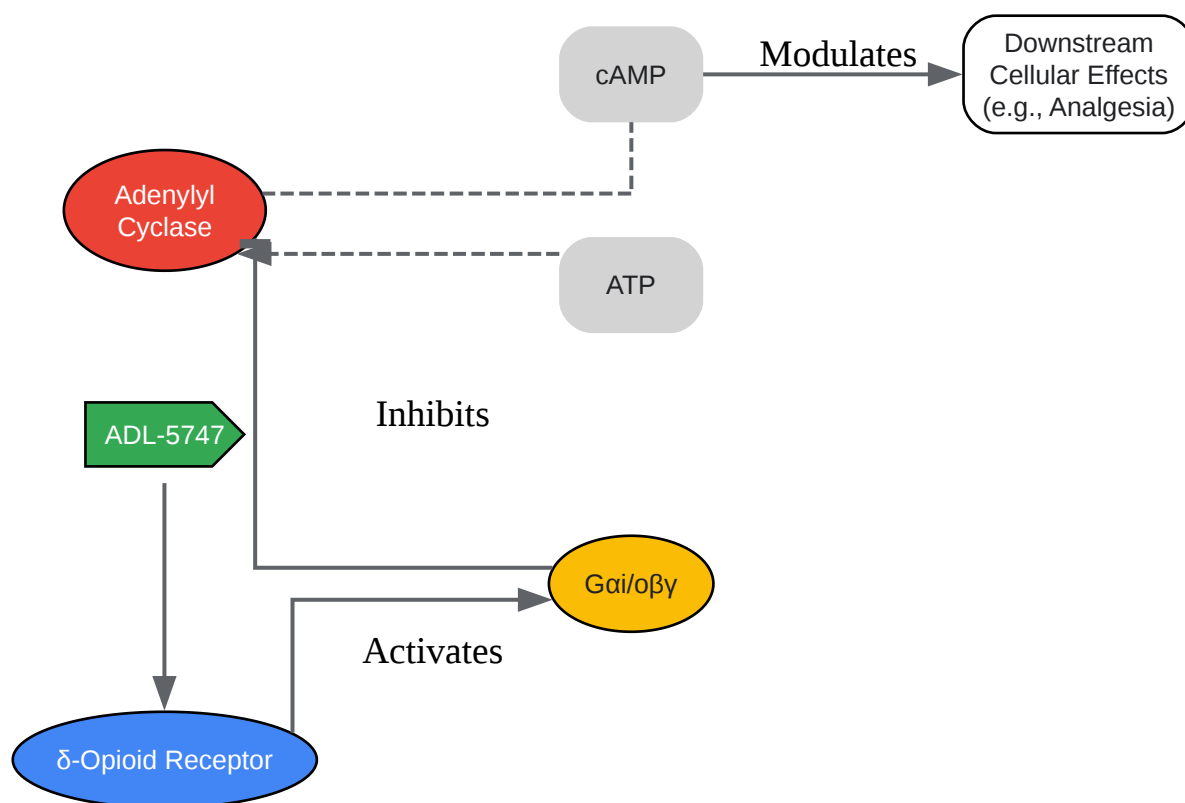 cAMP
Modulates
Downstream
Cellular Effects
(e.g., Analgesia)
Adenylyl
Cyclase
ATP
Inhibits
ADL-5747
Gαi/oβγ
Activates
δ-Opioid Receptor